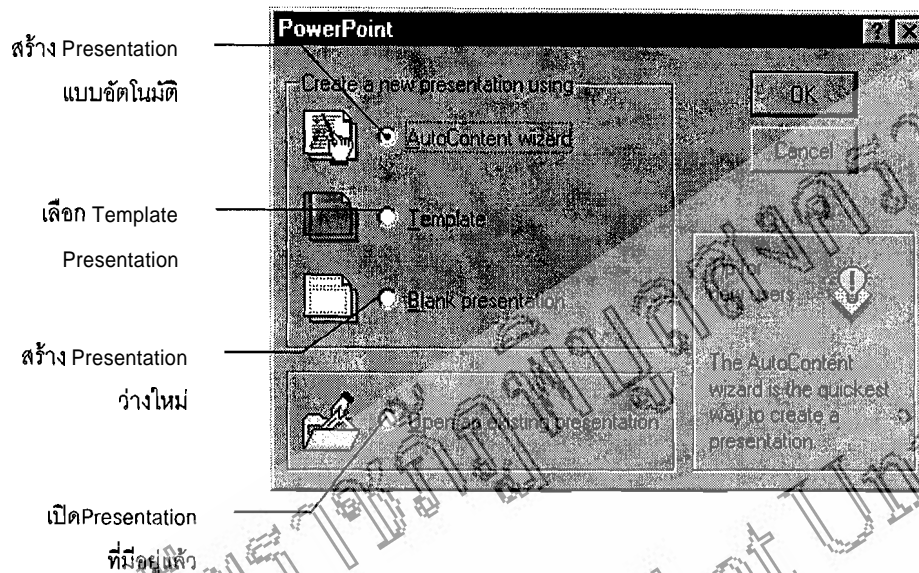 สร้าง Presentation
แบบอัตโนมัติ
เลือก Template
Presentation
สร้าง Presentation
ว่างใหม่
เปิดPresentation
ที่มีอยู่แล้ว
PowerPoint
Create a new presentation using
AutoContent wizard
Template
Blank presentation
Open an existing presentation
OK
Cancel
Tip for
new users
The AutoContent
wizard is the quickest
way to create a
presentation.